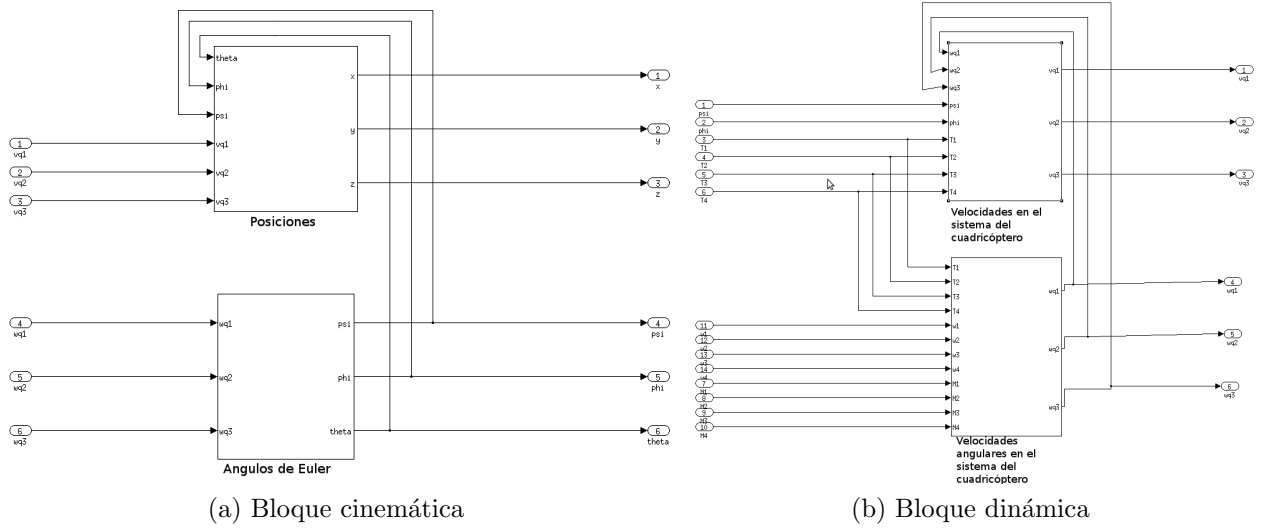 theta
phi
psi
vq1
vq2
vq3
x
y
z
1
vq1
2
vq2
3
vq3
1
x
2
y
3
z
Posiciones
4
wq1
5
wq2
6
wq3
wq1
wq2
wq3
psi
phi
theta
4
psi
5
phi
6
theta
Angulos de Euler
(a) Bloque cinemática
wq1
wq2
wq3
psi
phi
T1
T2
T3
T4
vq1
vq2
vq3
1
psi
2
phi
3
T1
4
T2
5
T3
6
T4
1
vq1
2
vq2
3
vq3
Velocidades en el
sistema del
cuadricóptero
T1
T2
T3
T4
w1
w2
w3
w4
M1
M2
M3
M4
wq1
wq2
wq3
11
w1
12
w2
13
w3
14
w4
7
M1
8
M2
9
M3
10
M4
4
wq1
5
wq2
6
wq3
Velocidades
angulares en el
sistema del
cuadricóptero
(b) Bloque dinámica